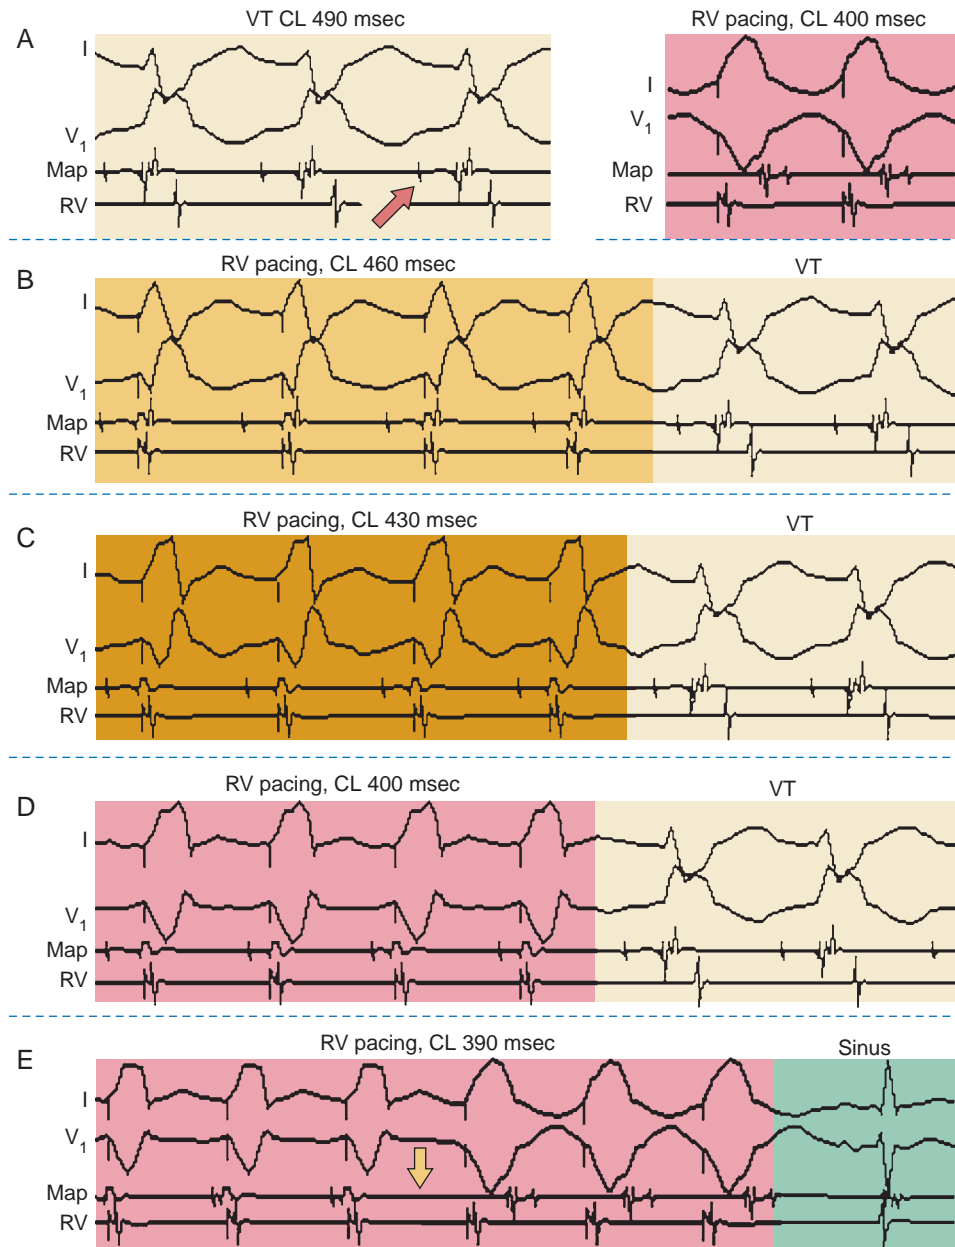 A
VT CL 490 msec
RV pacing, CL 400 msec
I
V1
Map
RV
I
V1
Map
RV
B
RV pacing, CL 460 msec
VT
I
V1
Map
RV
C
RV pacing, CL 430 msec
VT
I
V1
Map
RV
D
RV pacing, CL 400 msec
VT
I
V1
Map
RV
E
RV pacing, CL 390 msec
Sinus
I
V1
Map
RV